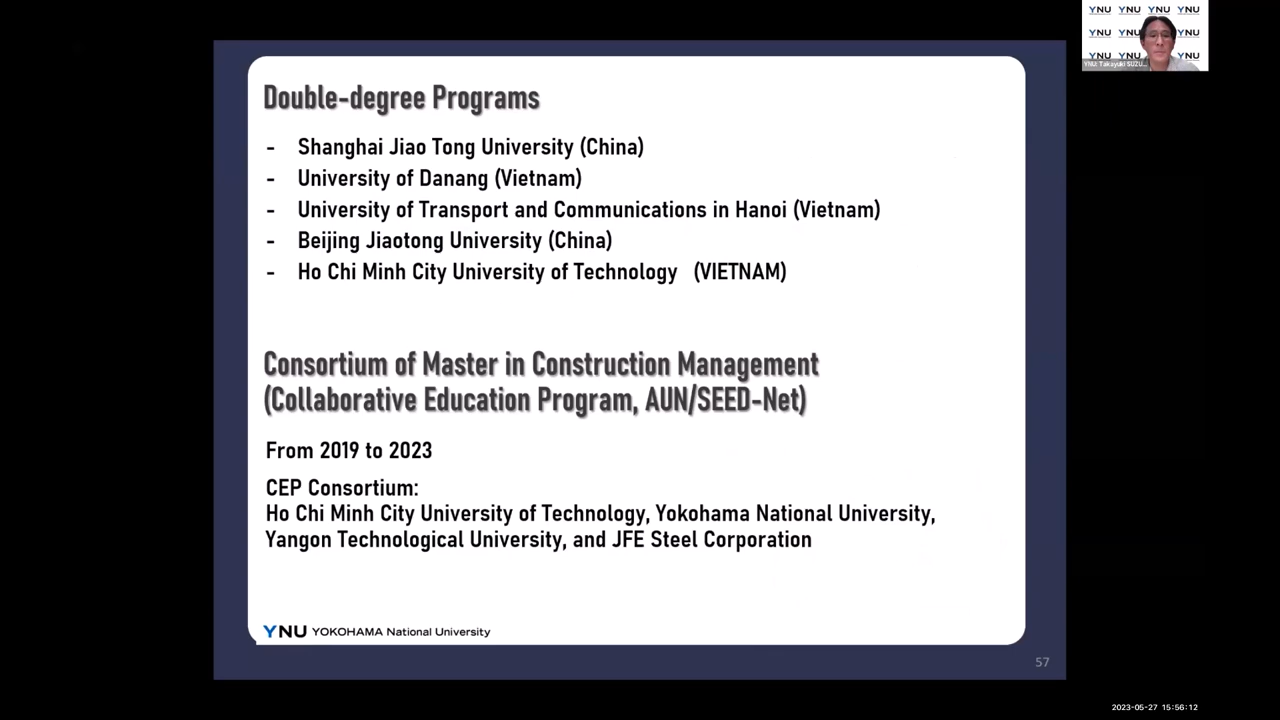 YNU YNU YNU YNU
YNU YNU
YNU YNU
YNU: Takayuki SUZU...
Double-degree Programs
- Shanghai Jiao Tong University (China)
- University of Danang (Vietnam)
- University of Transport and Communications in Hanoi (Vietnam)
- Beijing Jiaotong University (China)
- Ho Chi Minh City University of Technology (VIETNAM)
Consortium of Master in Construction Management
(Collaborative Education Program, AUN/SEED-Net)
From 2019 to 2023
CEP Consortium:
Ho Chi Minh City University of Technology, Yokohama National University,
Yangon Technological University, and JFE Steel Corporation
YNU YOKOHAMA National University
57
2023-05-27 15:56:12